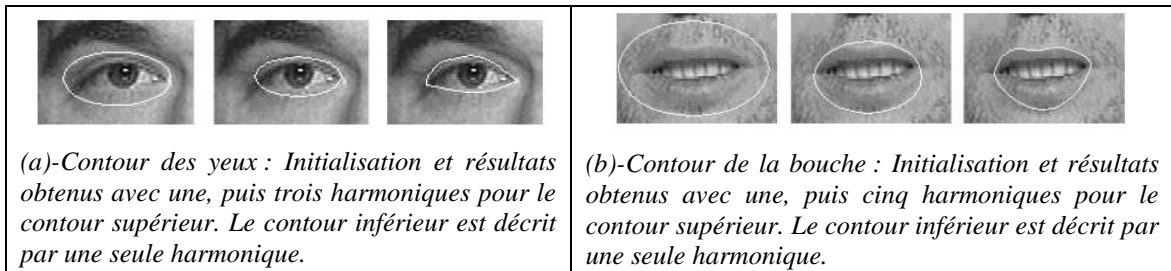 (a)-Contour des yeux : Initialisation et résultats
obtenus avec une, puis trois harmoniques pour le
contour supérieur. Le contour inférieur est décrit
par une seule harmonique.
(b)-Contour de la bouche : Initialisation et résultats
obtenus avec une, puis cinq harmoniques pour le
contour supérieur. Le contour inférieur est décrit par
une seule harmonique.